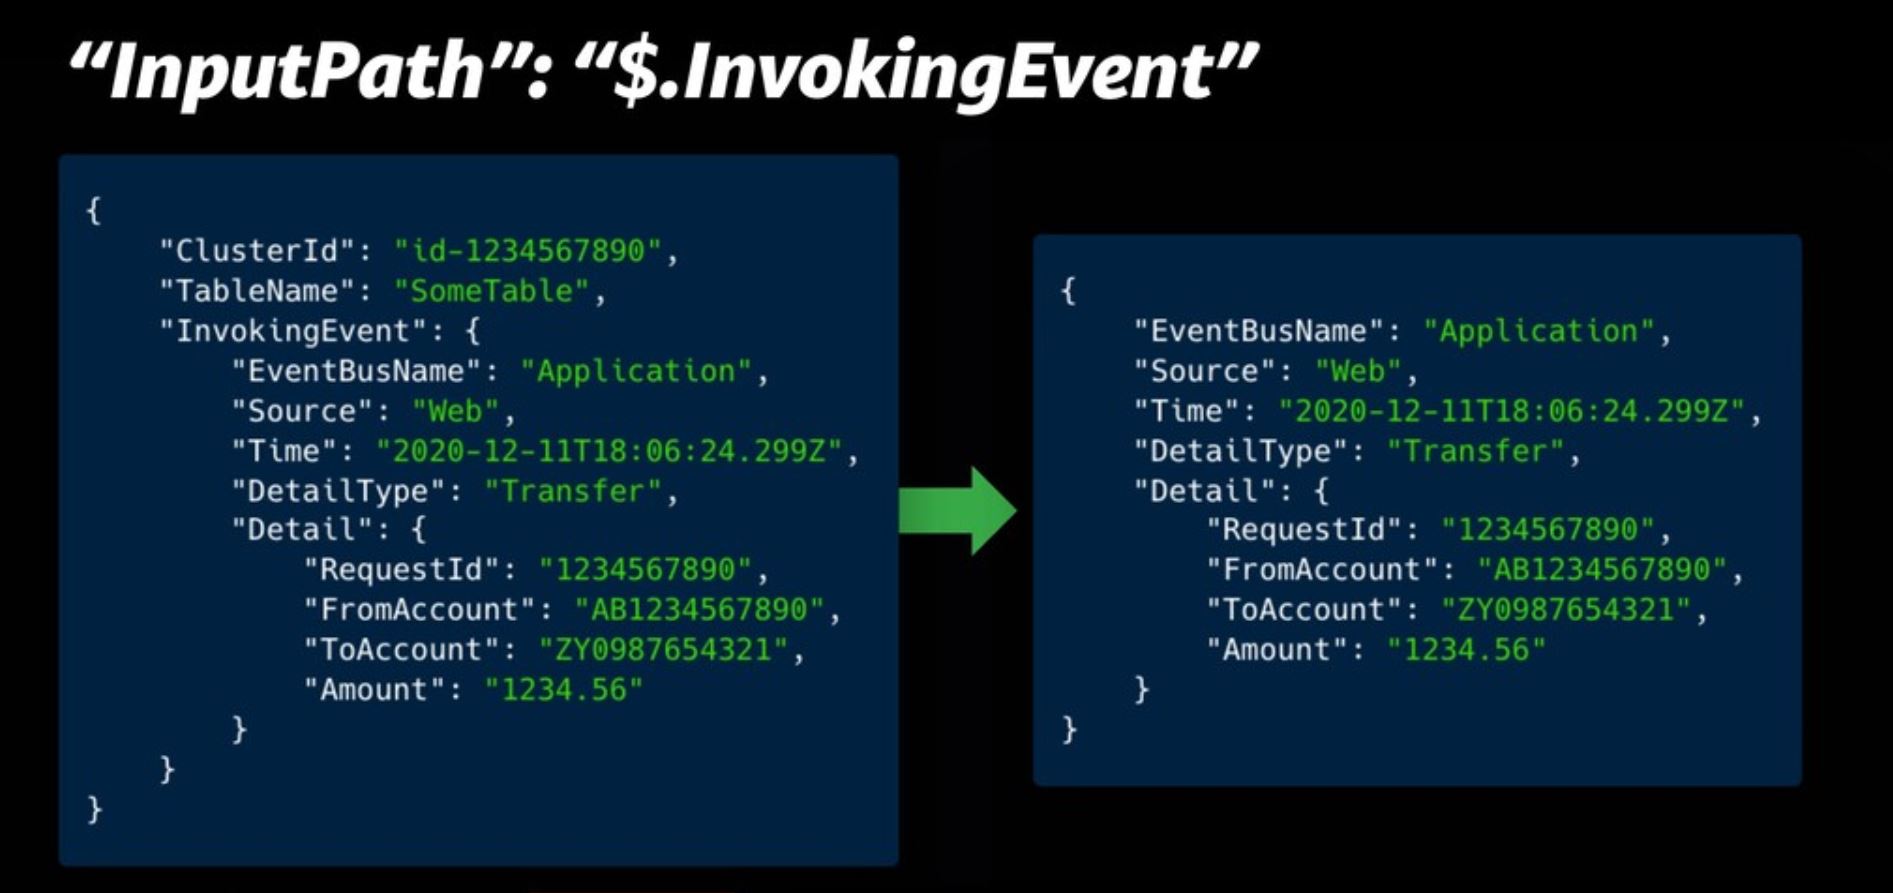 “InputPath”: “$.InvokingEvent”
{
    "ClusterId": "id-1234567890",
    "TableName": "SomeTable",
    "InvokingEvent": {
        "EventBusName": "Application",
        "Source": "Web",
        "Time": "2020-12-11T18:06:24.299Z",
        "DetailType": "Transfer",
        "Detail": {
            "RequestId": "1234567890",
            "FromAccount": "AB1234567890",
            "ToAccount": "ZY0987654321",
            "Amount": "1234.56"
        }
    }
}
{
    "EventBusName": "Application",
    "Source": "Web",
    "Time": "2020-12-11T18:06:24.299Z",
    "DetailType": "Transfer",
    "Detail": {
        "RequestId": "1234567890",
        "FromAccount": "AB1234567890",
        "ToAccount": "ZY0987654321",
        "Amount": "1234.56"
    }
}